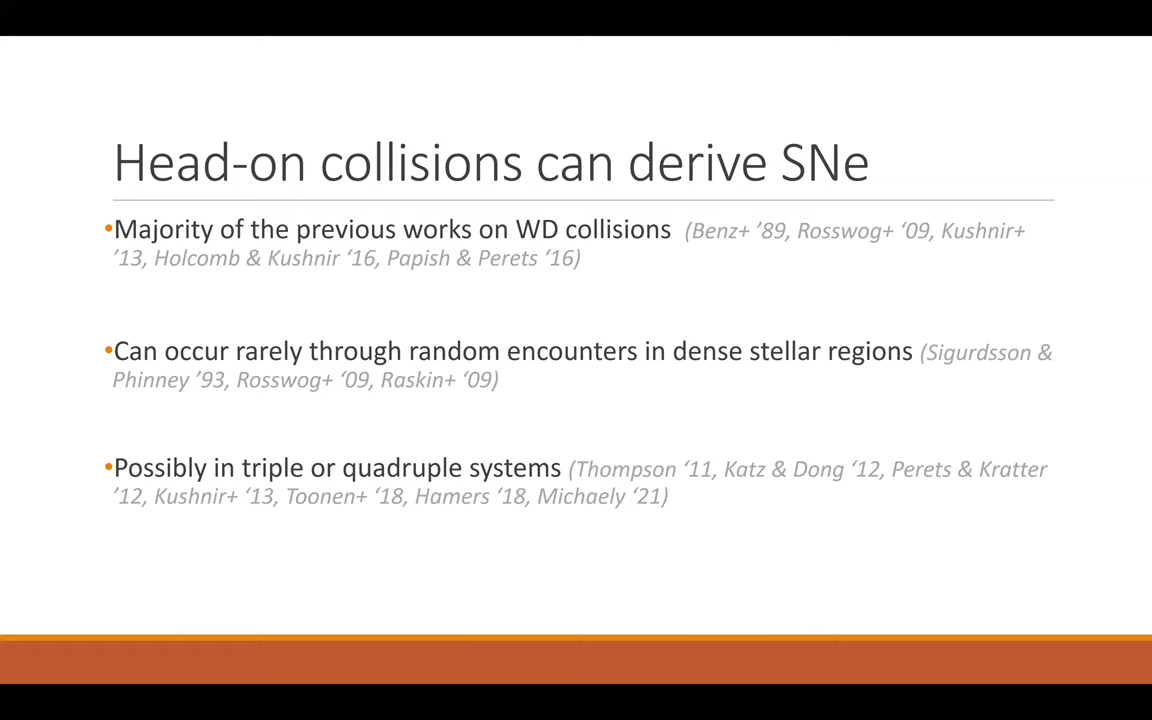 Head-on collisions can derive SNe
•Majority of the previous works on WD collisions (Benz+ ’89, Rosswog+ ‘09, Kushnir+
’13, Holcomb & Kushnir ‘16, Papish & Perets ‘16)
•Can occur rarely through random encounters in dense stellar regions (Sigurdsson &
Phinney ’93, Rosswog+ ‘09, Raskin+ ‘09)
•Possibly in triple or quadruple systems (Thompson ‘11, Katz & Dong ‘12, Perets & Kratter
’12, Kushnir+ ‘13, Toonen+ ‘18, Hamers ‘18, Michaely ‘21)